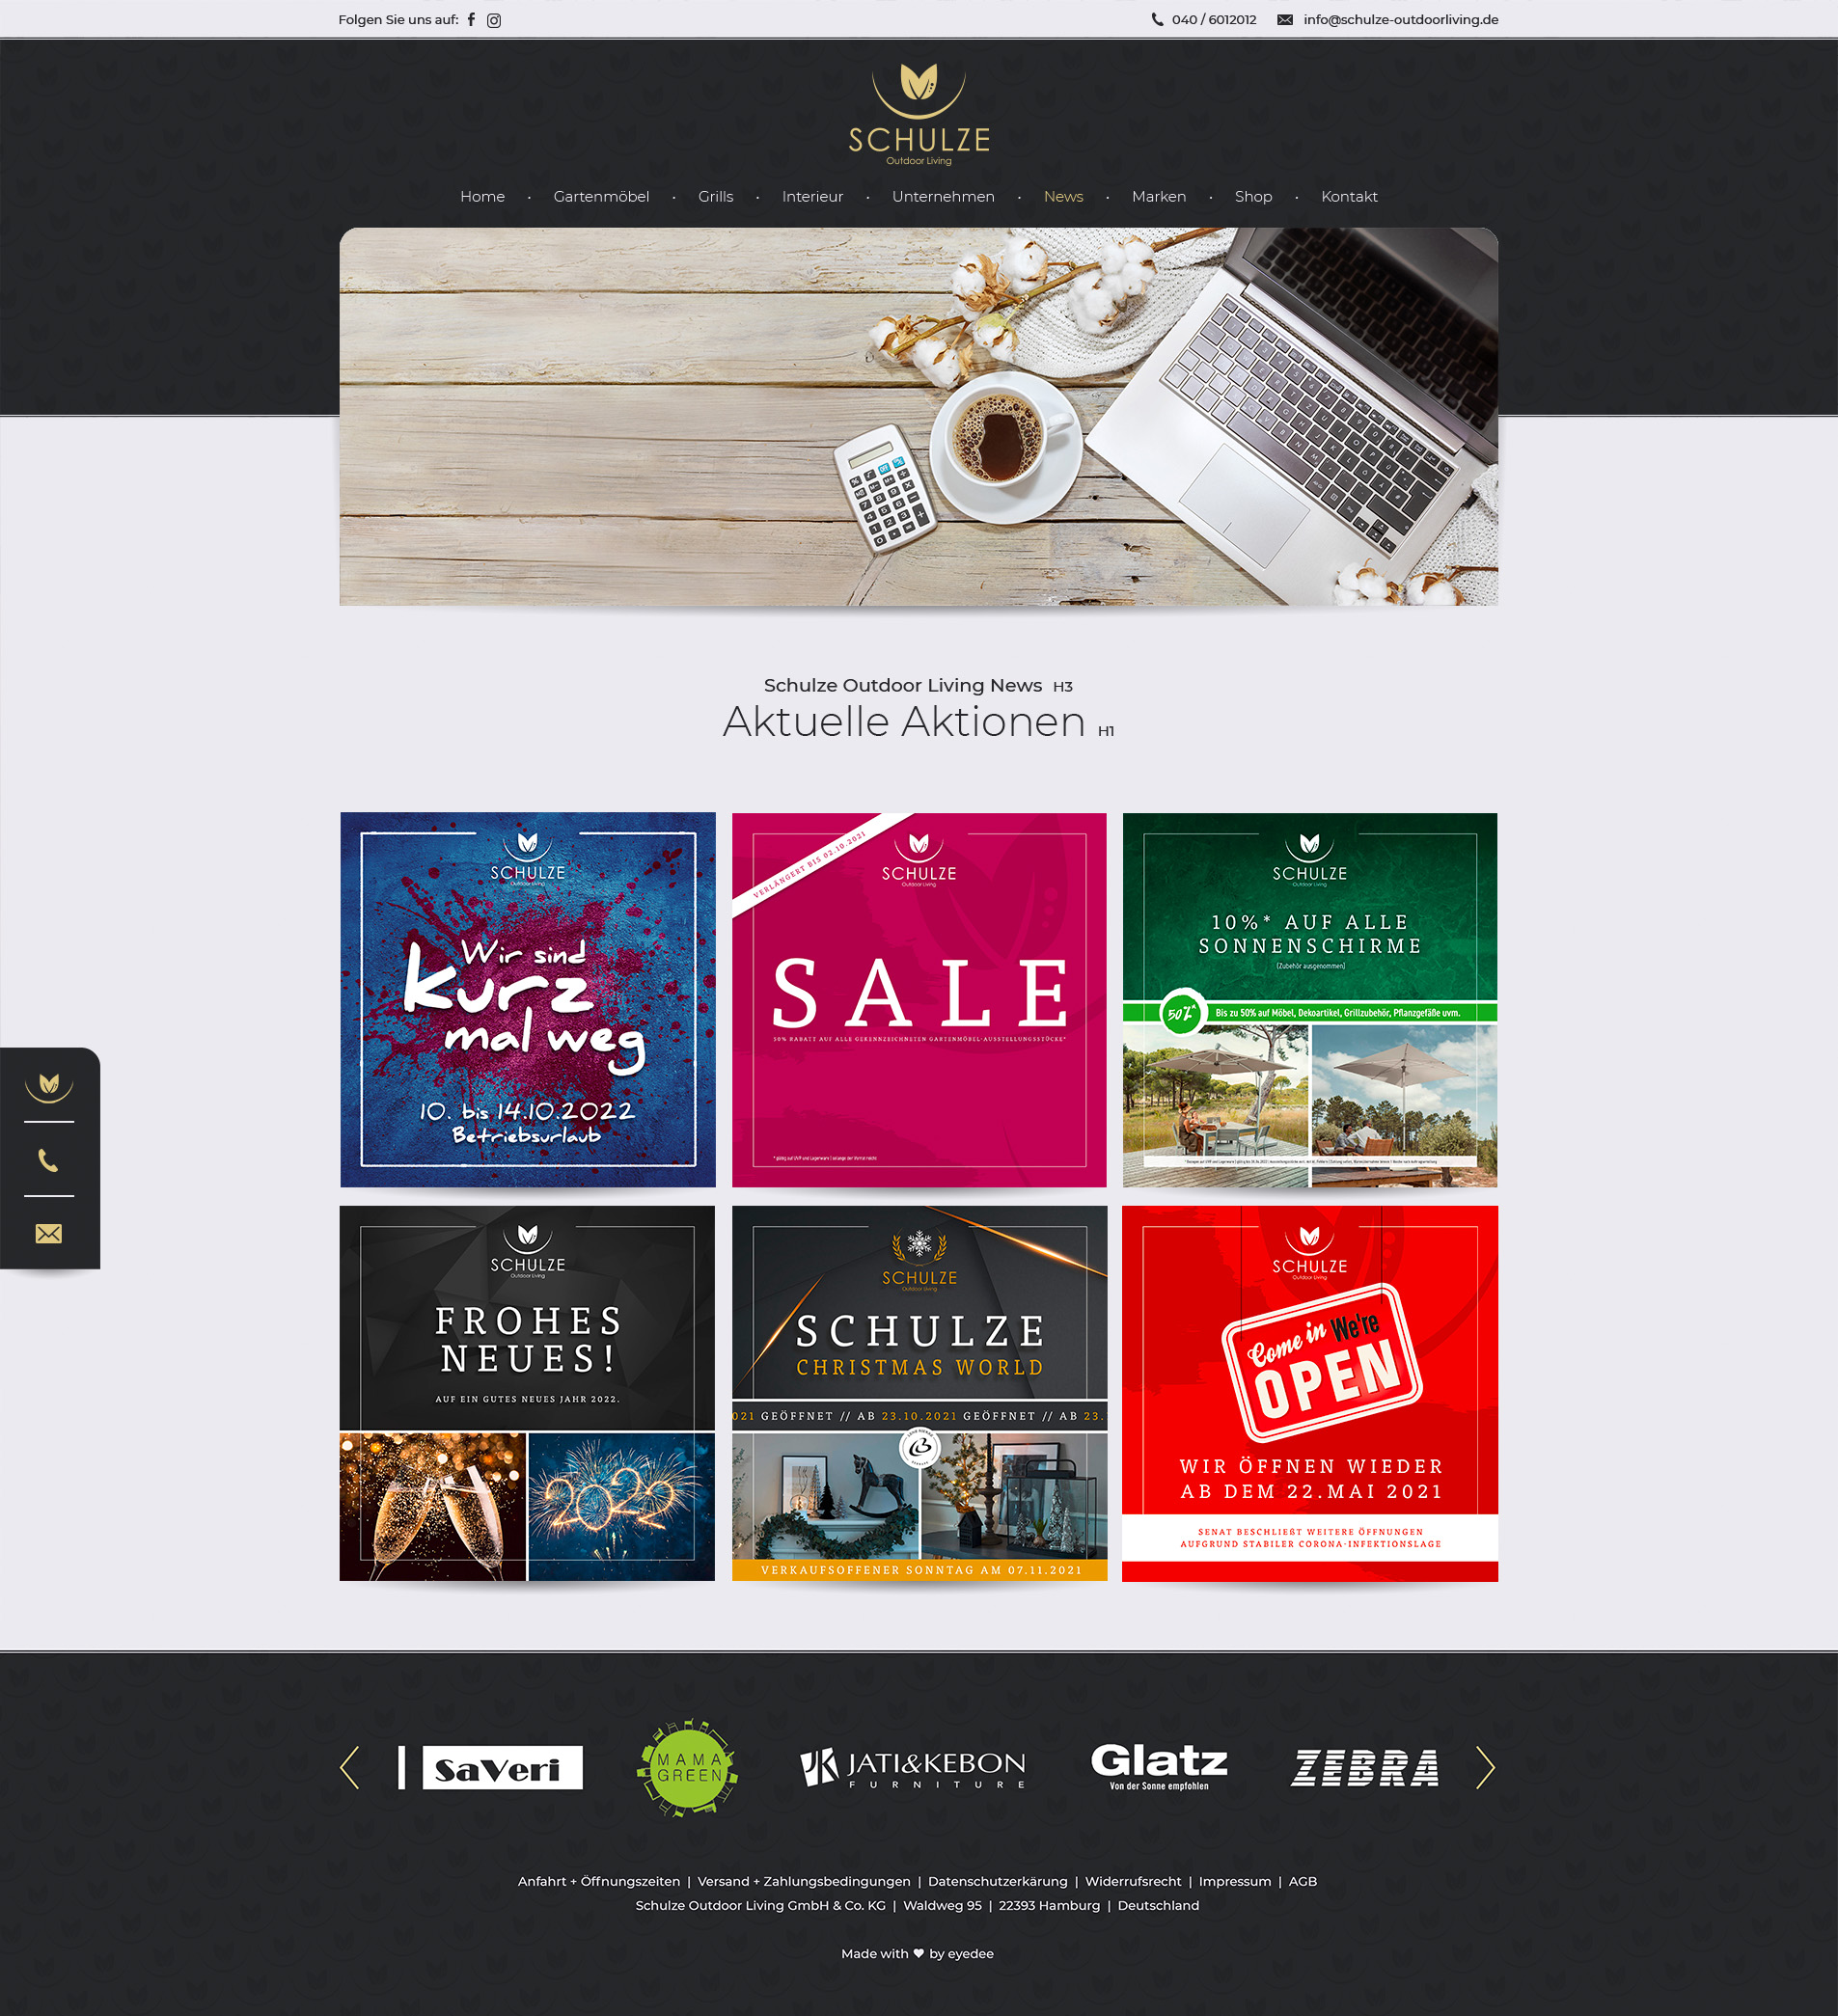 Folgen Sie uns auf:
040 / 6012012
info@schulze-outdoorliving.de
SCHULZE
Outdoor Living
Home • Gartenmöbel • Grills • Interieur • Unternehmen • News • Marken • Shop • Kontakt
Schulze Outdoor Living News H3
Aktuelle Aktionen H1
SCHULZE
Outdoor Living
Wir sind
kurz
mal weg
10. bis 14.10.2022
Betriebsurlaub
VERLÄNGERT BIS 02.10.2021
SCHULZE
Outdoor Living
SALE
30% RABATT AUF ALLE GEKENNZEICHNETEN GARTENMÖBEL-AUSSTELLUNGSSTÜCKE*
SCHULZE
Outdoor Living
10%* AUF ALLE
SONNENSCHIRME
(Zubehör ausgenommen)
50%*
Bis zu 50% auf Möbel, Dekoartikel, Grillzubehör, Pflanzgefäße uvm.
SCHULZE
Outdoor Living
FROHES
NEUES!
AUF EIN GUTES NEUES JAHR 2022.
2022
SCHULZE
Outdoor Living
SCHULZE
CHRISTMAS WORLD
021 GEÖFFNET // AB 23.10.2021 GEÖFFNET // AB 23.
VERKAUFSOFFENER SONNTAG AM 07.11.2021
SCHULZE
Outdoor Living
Come in We're
OPEN
WIR ÖFFNEN WIEDER
AB DEM 22.MAI 2021
SENAT BESCHLIEßT WEITERE ÖFFNUNGEN
AUFGRUND STABILER CORONA-INFEKTIONSLAGE
SaVeri
MAMA
GREEN
JATI&KEBON
FURNITURE
Glatz
Von der Sonne empfohlen
ZEBRA
Anfahrt + Öffnungszeiten | Versand + Zahlungsbedingungen | Datenschutzerkärung | Widerrufsrecht | Impressum | AGB
Schulze Outdoor Living GmbH & Co. KG | Waldweg 95 | 22393 Hamburg | Deutschland
Made with ♥ by eyedee